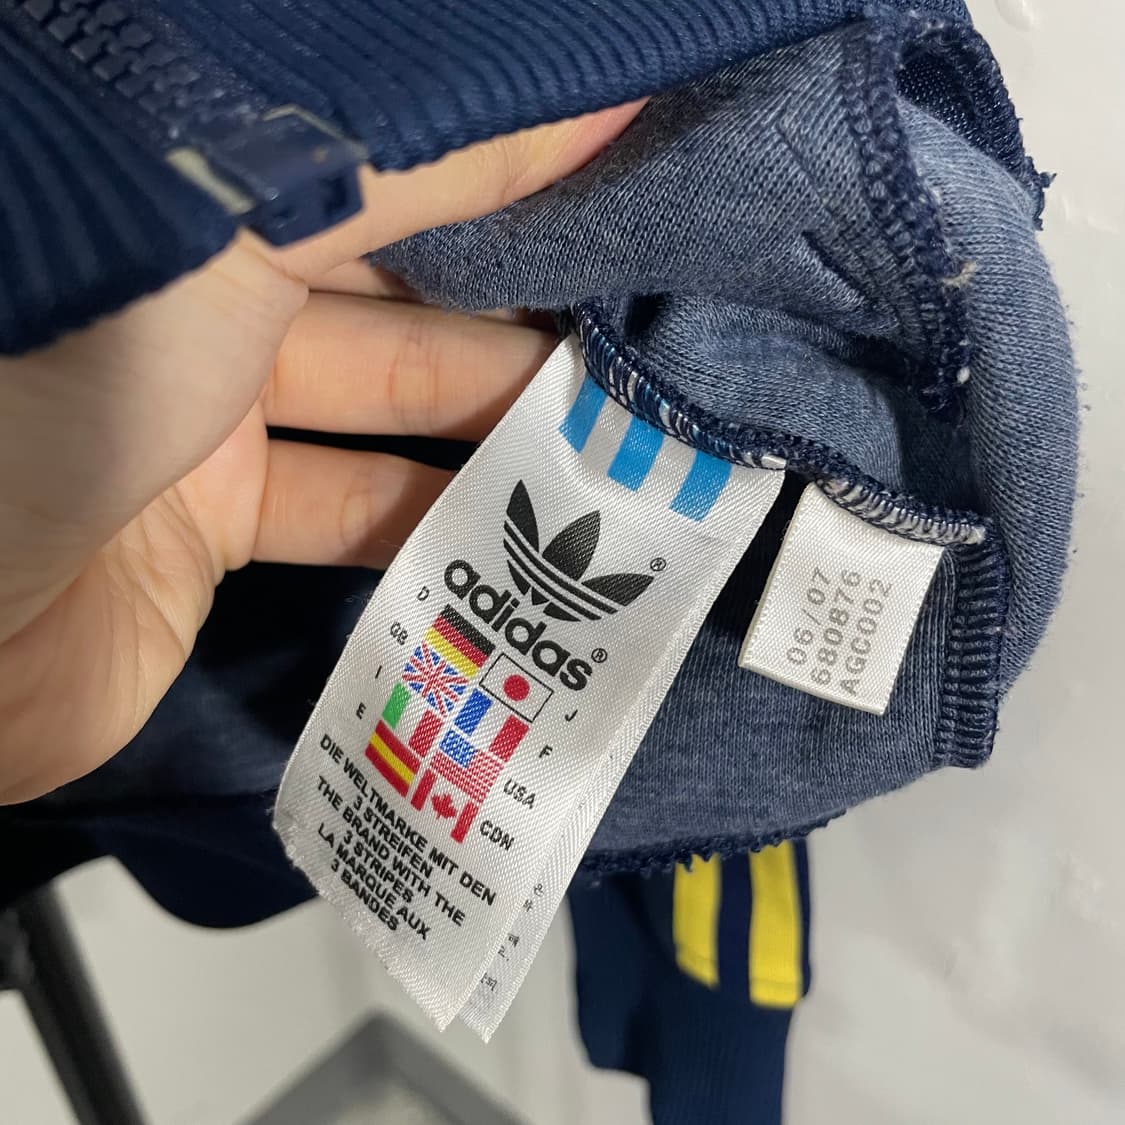 adidas®
®
D
GB
I
E
J
F
USA
CDN
DIE WELTMARKE MIT DEN
3 STREIFEN
THE BRAND WITH THE
3 STRIPES
LA MARQUE AUX
3 BANDES
06/07
680876
AGC002